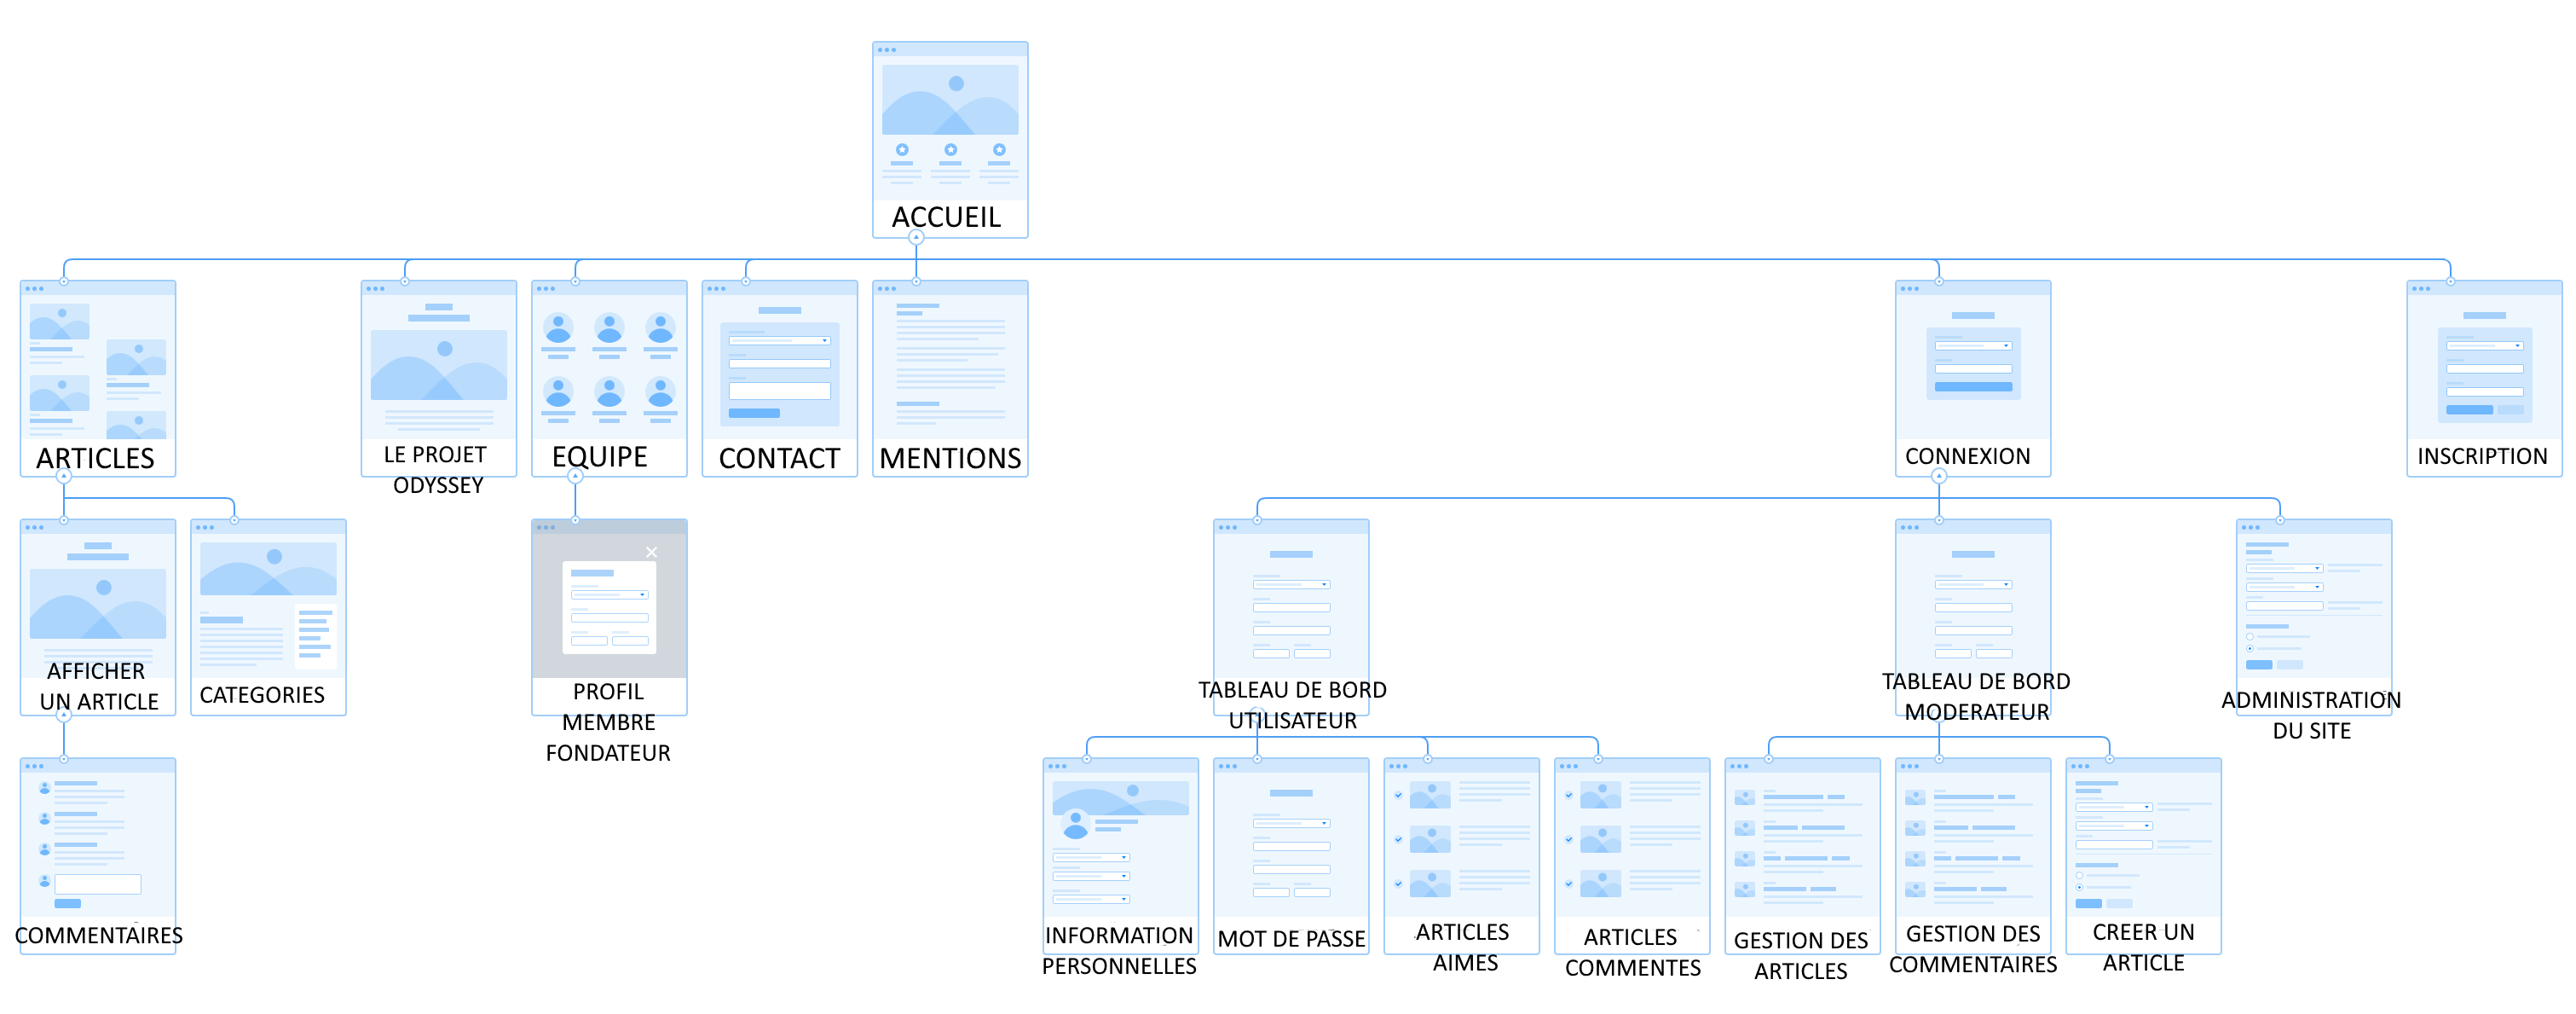 ACCUEIL
ARTICLES
LE PROJET
ODYSSEY
EQUIPE
CONTACT
MENTIONS
CONNEXION
INSCRIPTION
AFFICHER
UN ARTICLE
CATEGORIES
PROFIL
MEMBRE
FONDATEUR
TABLEAU DE BORD
UTILISATEUR
TABLEAU DE BORD
MODERATEUR
ADMINISTRATION
DU SITE
COMMENTAIRES
INFORMATION
PERSONNELLES
MOT DE PASSE
ARTICLES
AIMES
ARTICLES
COMMENTES
GESTION DES
ARTICLES
GESTION DES
COMMENTAIRES
CREER UN
ARTICLE